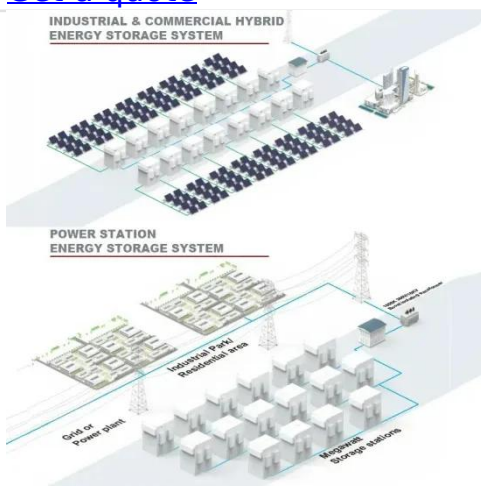 Get a quote
INDUSTRIAL & COMMERCIAL HYBRID
ENERGY STORAGE SYSTEM
POWER STATION
ENERGY STORAGE SYSTEM
Industrial Park/
Residential area
Grid or
Power plant
Megawatt
Storage stations